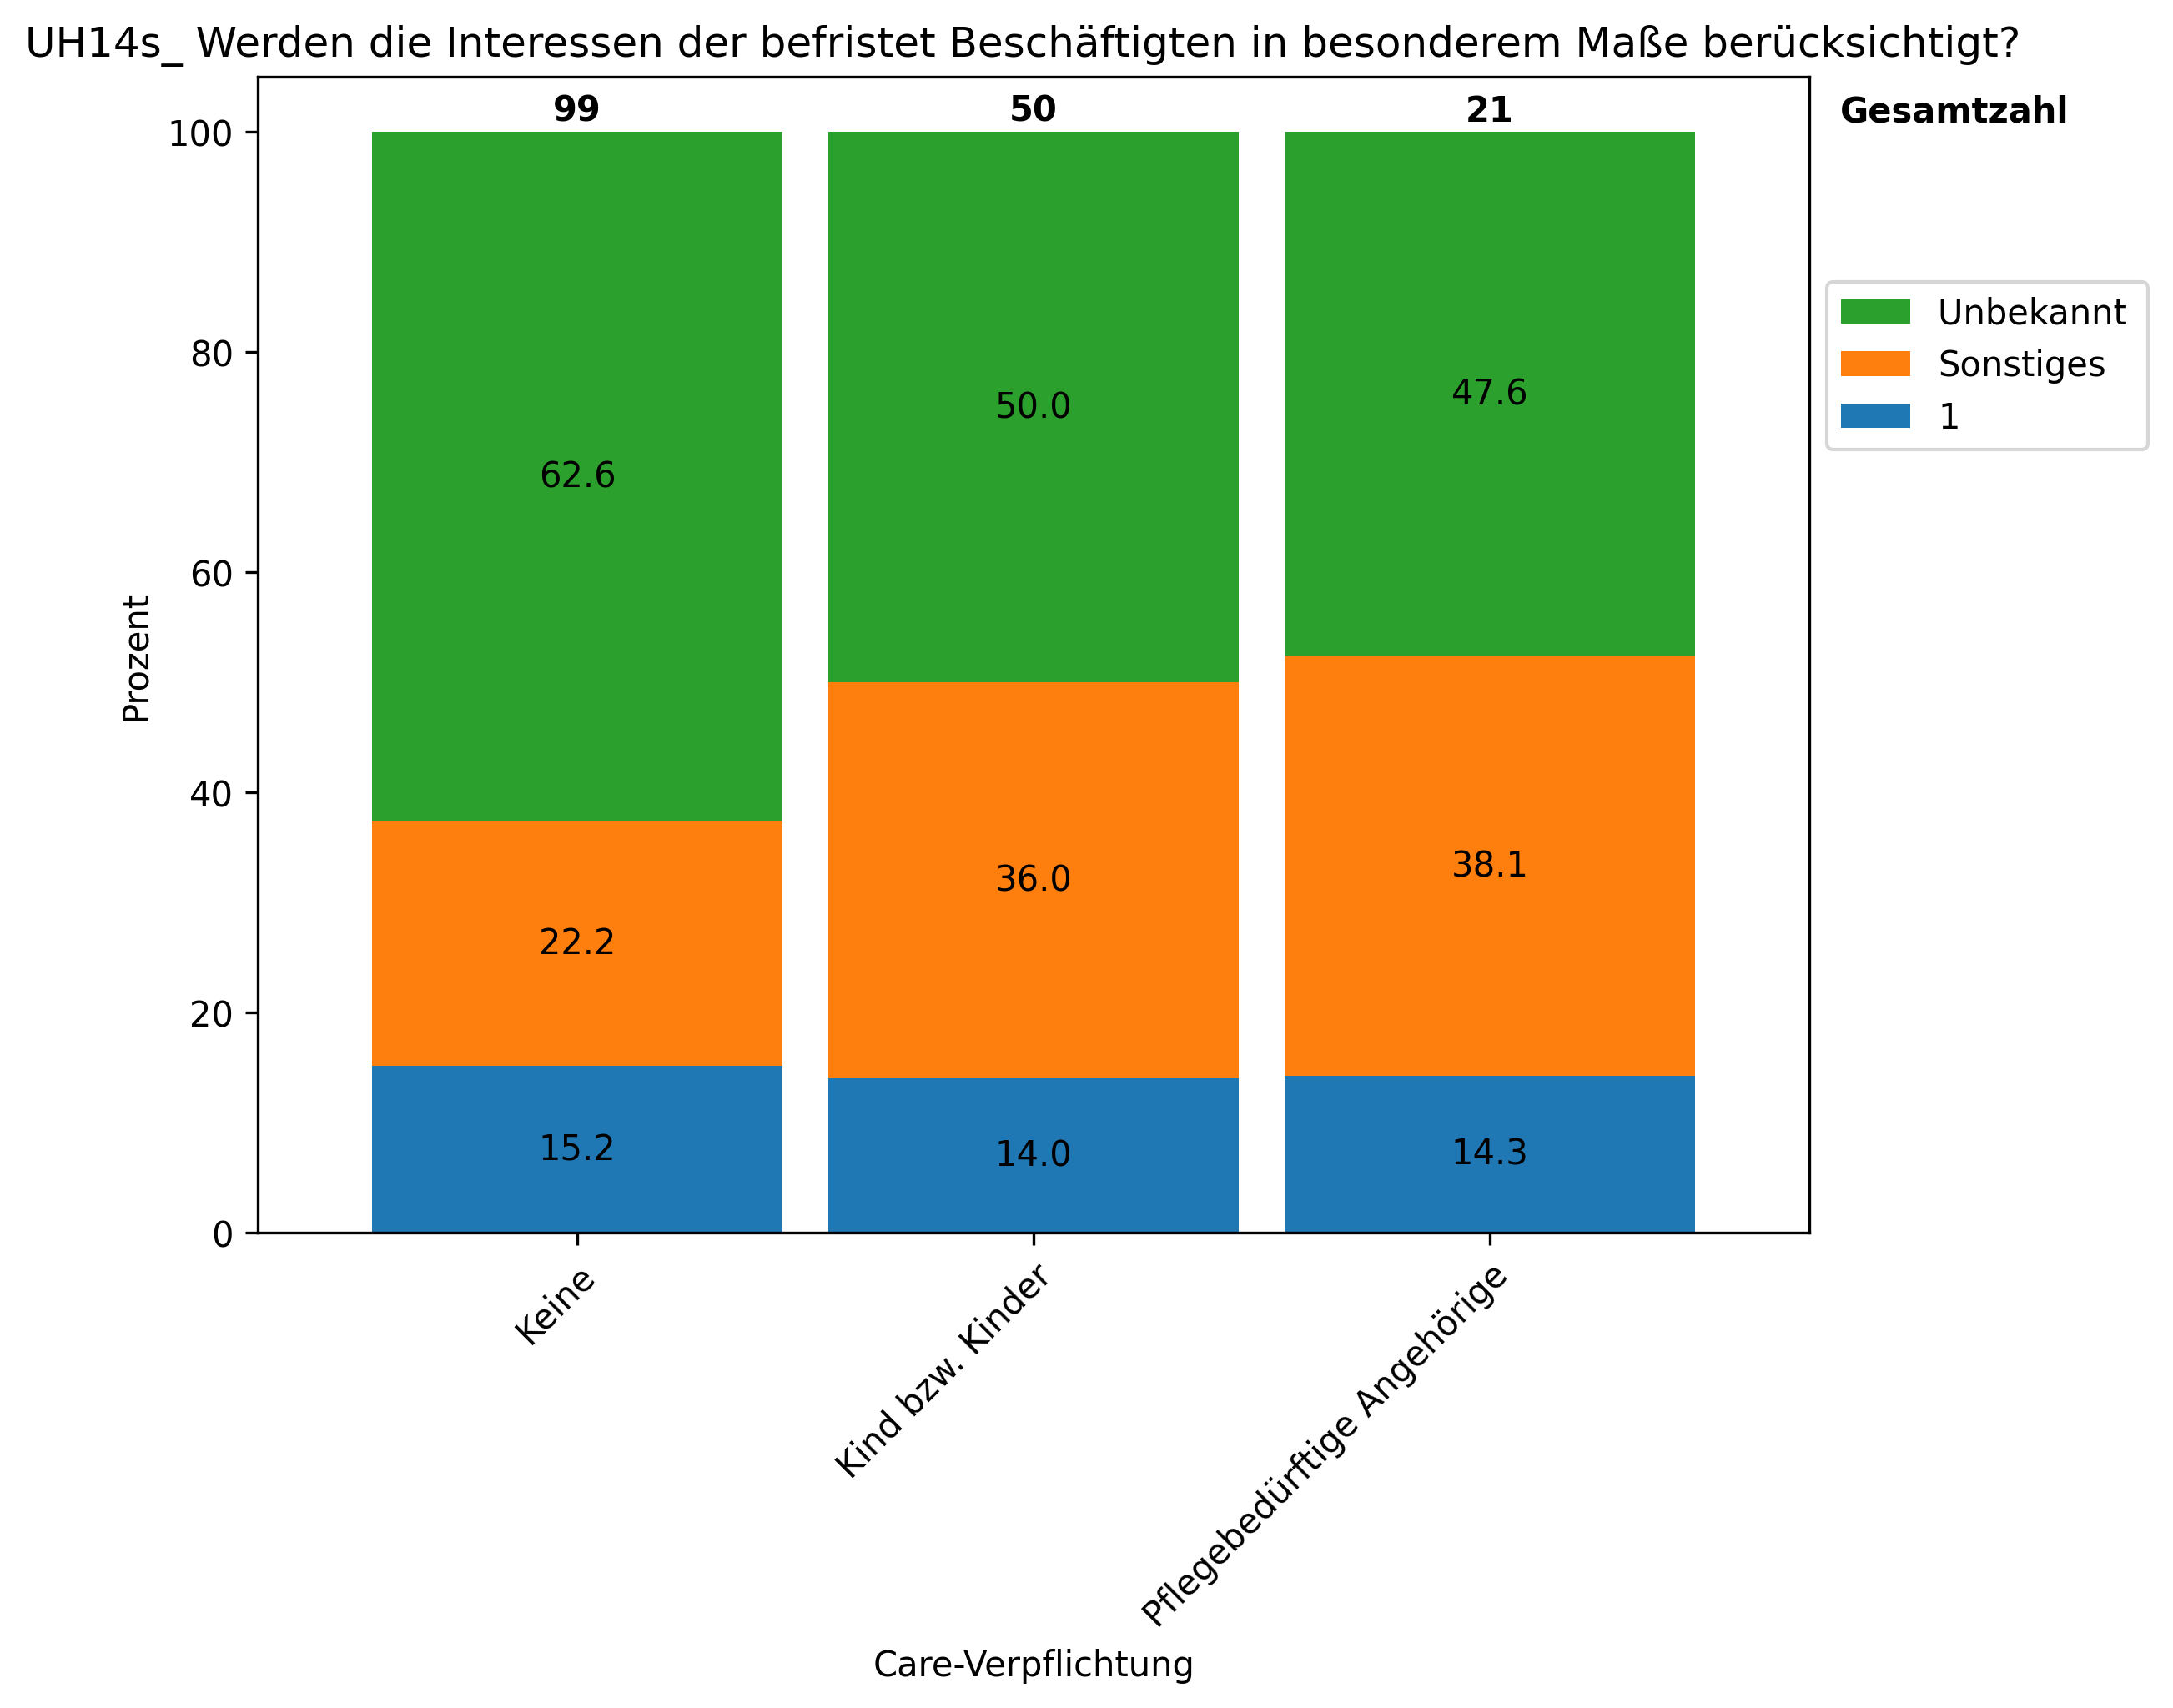 UH14s_ Werden die Interessen der befristet Beschäftigten in besonderem Maße berücksichtigt?
99 50 21 Gesamtzahl
100
80
60
40
20
0
Prozent
62.6 50.0 47.6
22.2 36.0 38.1
15.2 14.0 14.3
Unbekannt
Sonstiges
1
Keine
Kind bzw. Kinder
Pflegebedürftige Angehörige
Care-Verpflichtung